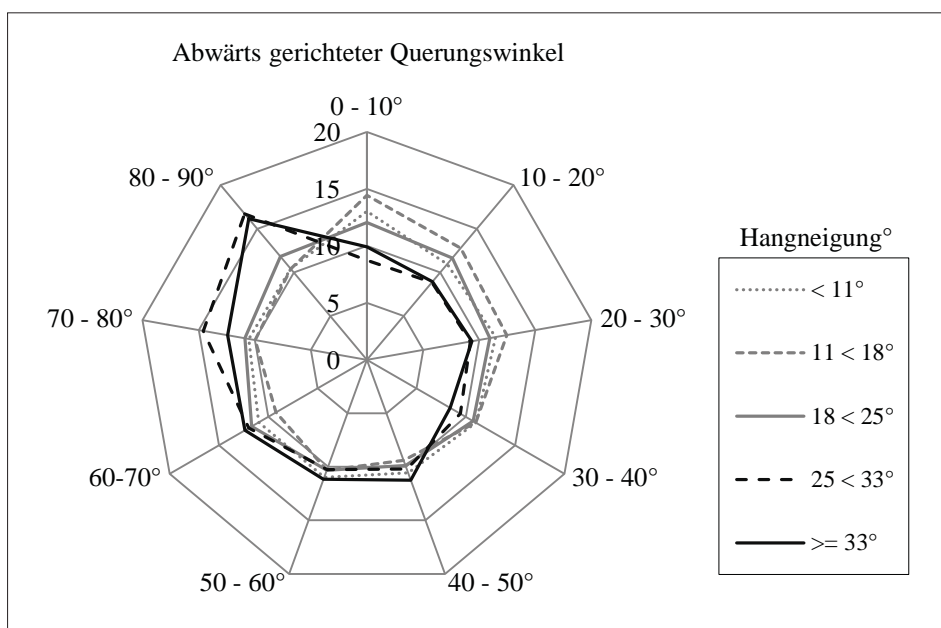 Abwärts gerichteter Querungswinkel
0 - 10°
20
80 - 90°
10 - 20°
15
10
5
0
70 - 80°
20 - 30°
60-70°
30 - 40°
50 - 60°
40 - 50°
Hangneigung°
< 11°
11 < 18°
18 < 25°
25 < 33°
>= 33°